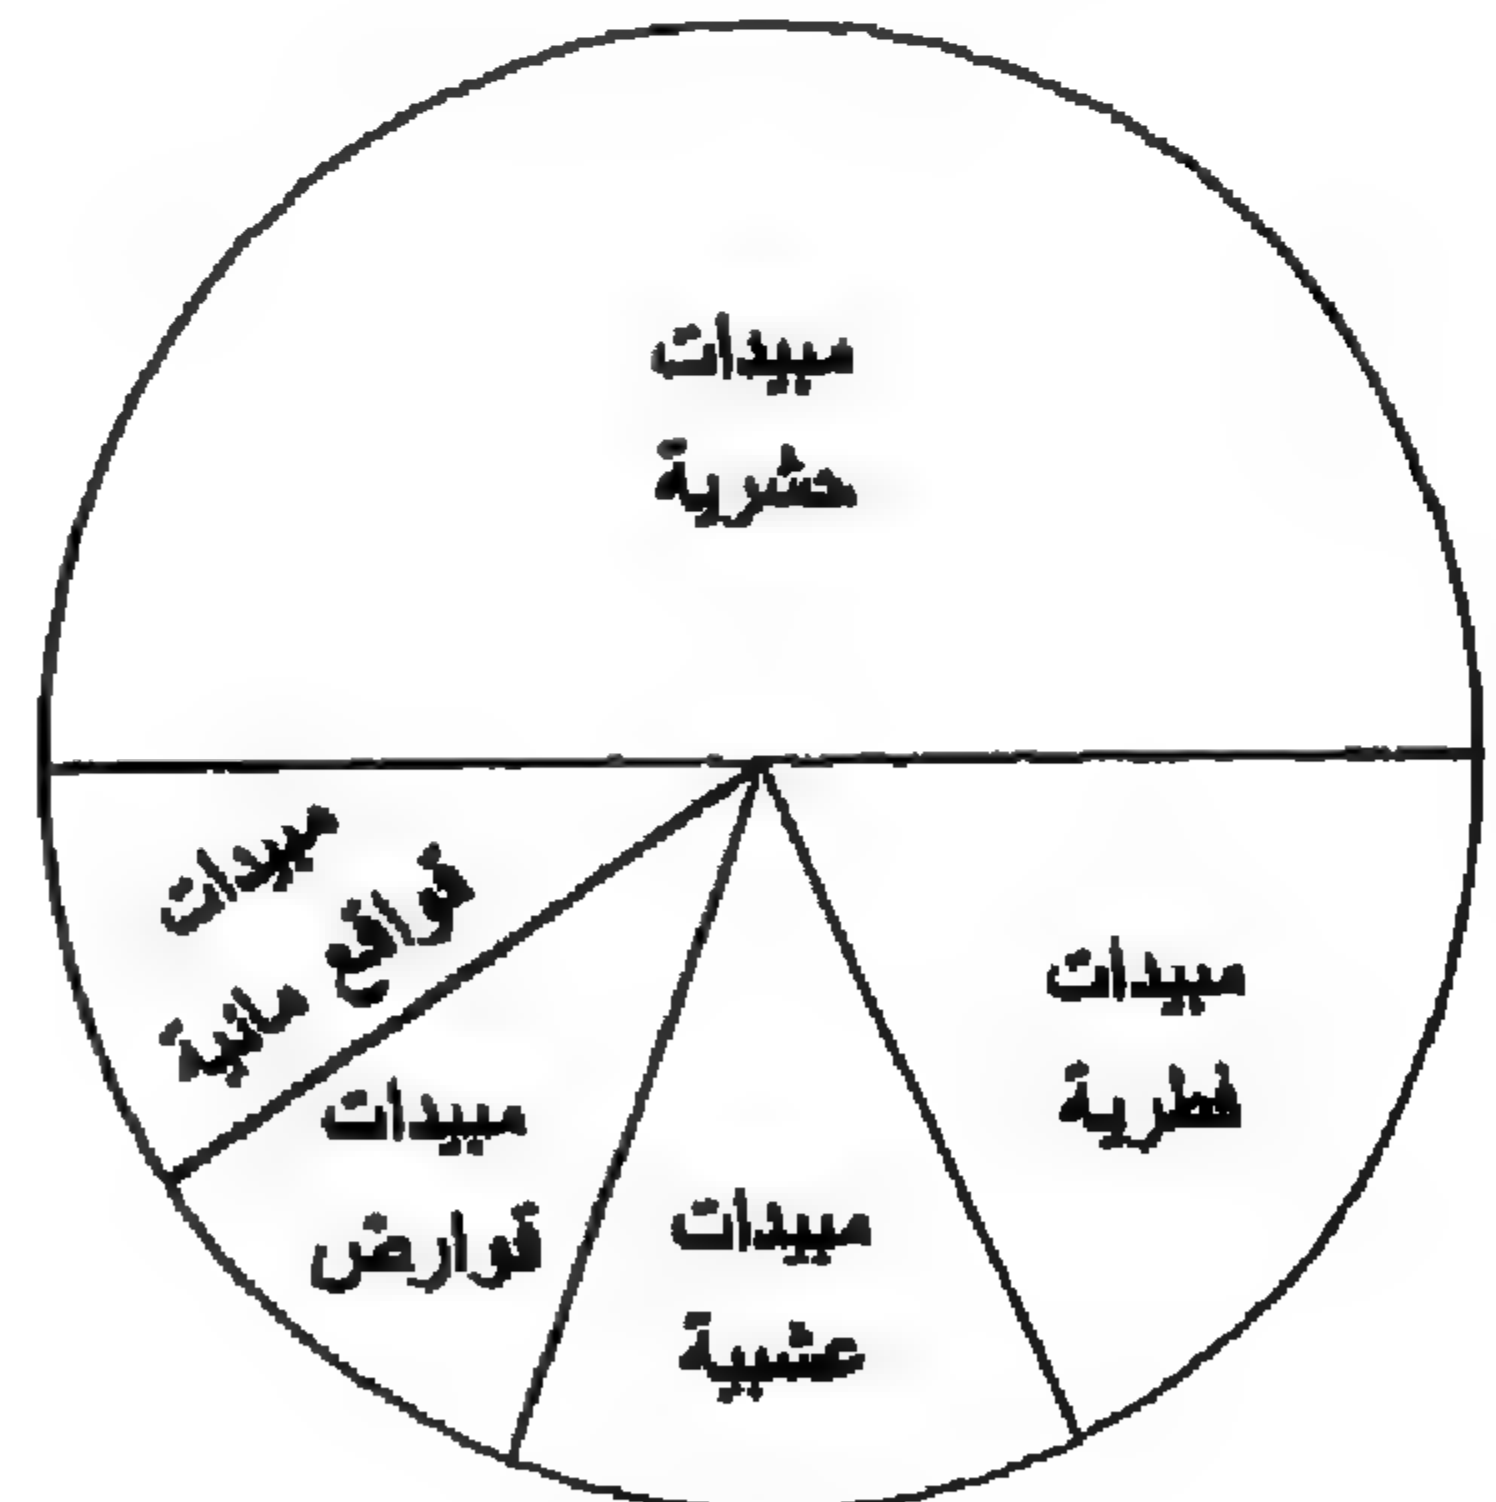 مبيدات
حشرية
مبيدات
فطرية
مبيدات
عشبية
مبيدات
قوارض
مبيدات
قواقع مائية